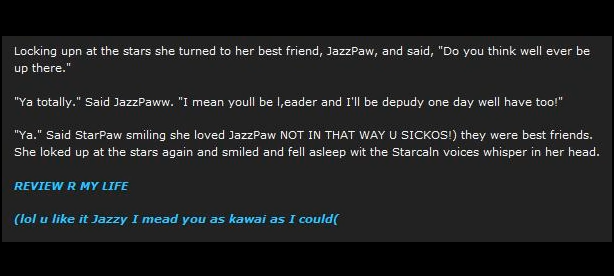 Locking upn at the stars she turned to her best friend, JazzPaw, and said, "Do you think well ever be
up there."
"Ya totally." Said JazzPaww. "I mean youll be l,eader and I'll be depudy one day well have too!"
"Ya." Said StarPaw smiling she loved JazzPaw NOT IN THAT WAY U SICKOS!) they were best friends.
She loked up at the stars again and smiled and fell asleep wit the Starcaln voices whisper in her head.
REVIEW R MY LIFE
(lol u like it Jazzy I mead you as kawai as I could(